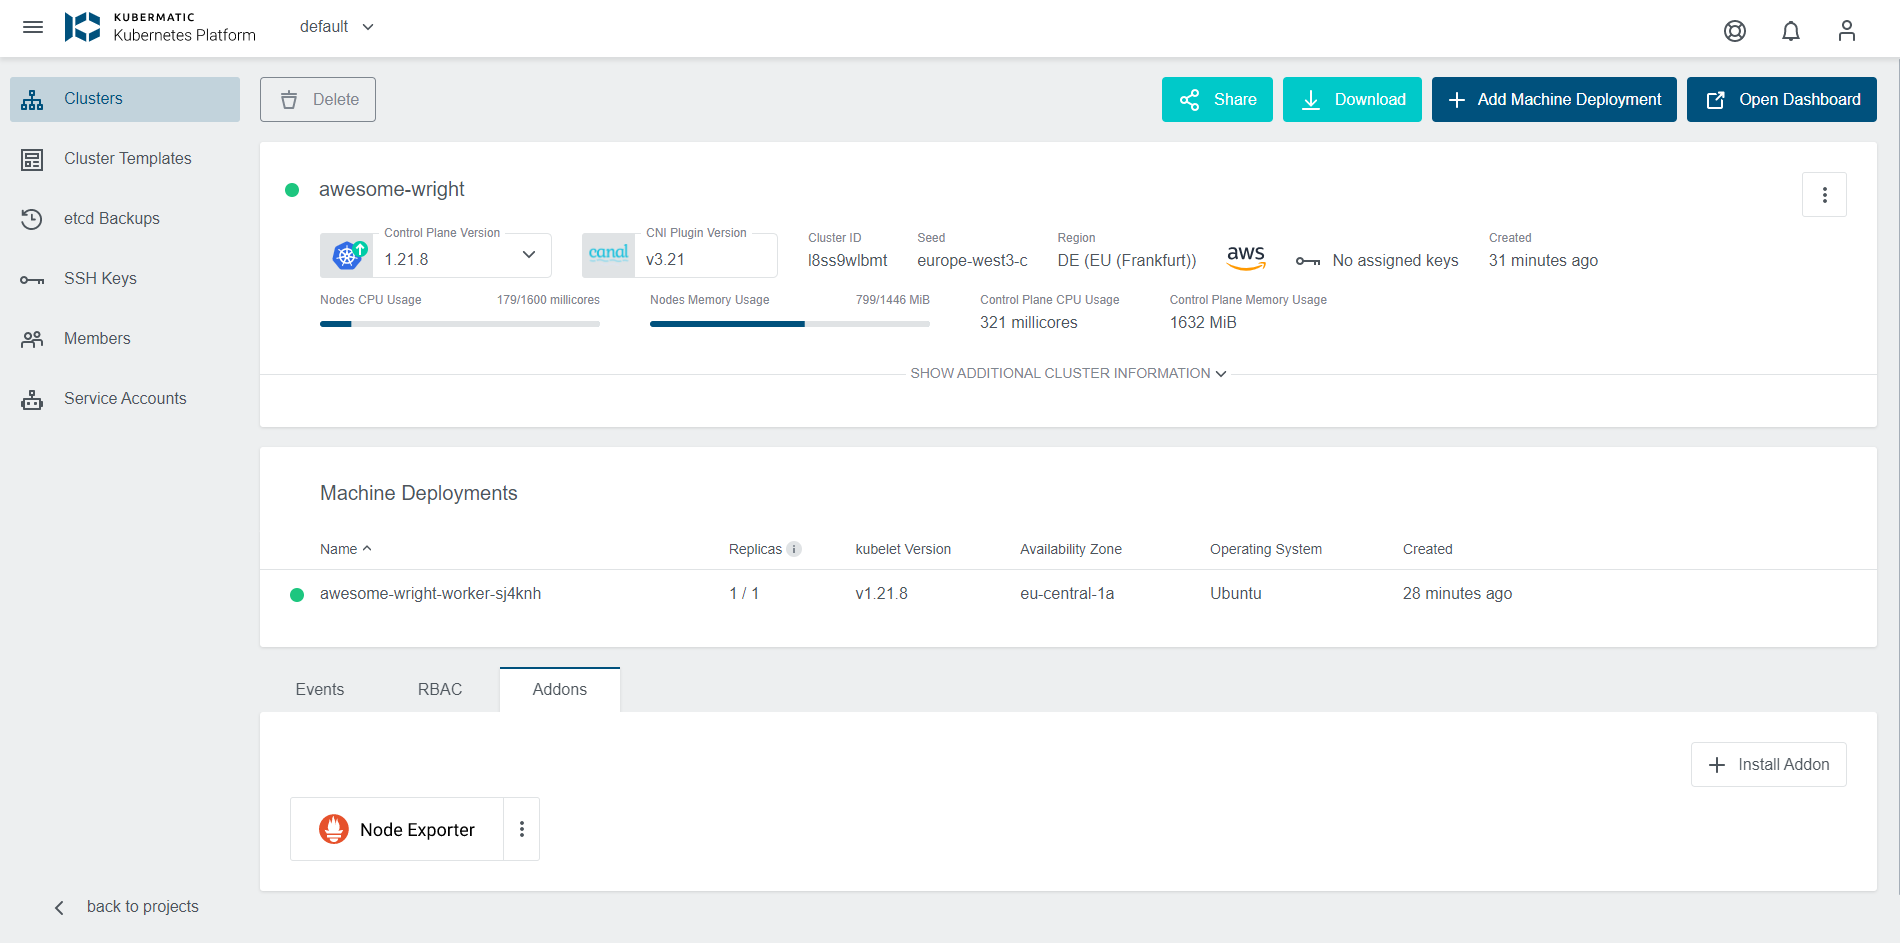 KUBERMATIC
Kubernetes Platform
default
Clusters
Cluster Templates
etcd Backups
SSH Keys
Members
Service Accounts
back to projects
Delete
Share
Download
Add Machine Deployment
Open Dashboard
awesome-wright
Control Plane Version
1.21.8
canal
CNI Plugin Version
v3.21
Cluster ID
l8ss9wlbmt
Seed
europe-west3-c
Region
DE (EU (Frankfurt))
aws
No assigned keys
Created
31 minutes ago
Nodes CPU Usage 179/1600 millicores
Nodes Memory Usage 799/1446 MiB
Control Plane CPU Usage
321 millicores
Control Plane Memory Usage
1632 MiB
SHOW ADDITIONAL CLUSTER INFORMATION
Machine Deployments
Name Replicas i kubelet Version Availability Zone Operating System Created
awesome-wright-worker-sj4knh 1 / 1 v1.21.8 eu-central-1a Ubuntu 28 minutes ago
Events RBAC Addons
Install Addon
Node Exporter